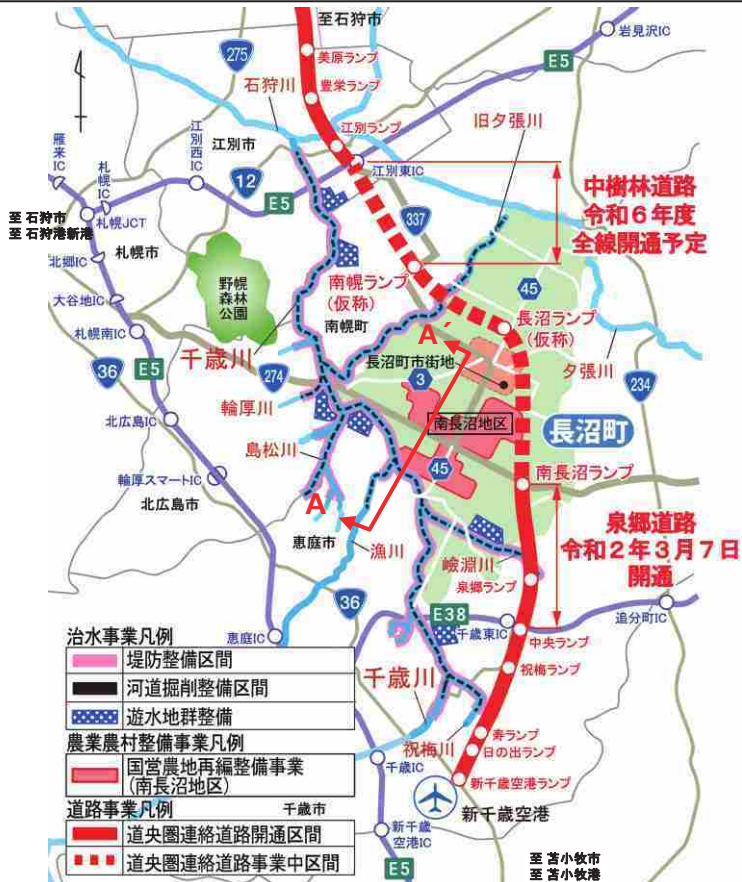 至石狩市
岩見沢IC
275
美原ランプ
E5
石狩川
豊栄ランプ
旧夕張川
雁来IC
札幌IC
江別西IC
江別市
江別ランプ
江別東IC
中樹林道路
令和6年度
全線開通予定
12
E5
337
至 石狩市
至 石狩港新港
札幌JCT
札幌市
北郷IC
野幌
森林
公園
南幌ランプ
(仮称)
45
大谷地IC
南幌町
長沼ランプ
(仮称)
札幌南IC
千歳川
A´
長沼町市街地
夕張川
36
E5
274
3
234
輪厚川
南長沼地区
長沼町
北広島IC
島松川
45
輪厚スマートIC
南長沼ランプ
北広島市
A
恵庭市
漁川
泉郷道路
令和2年3月7日
開通
嶮淵川
泉郷ランプ
36
E38
追分町IC
恵庭IC
千歳東IC
中央ランプ
治水事業凡例
堤防整備区間
河道掘削整備区間
遊水地群整備
千歳川
祝梅ランプ
農業農村整備事業凡例
国営農地再編整備事業
(南長沼地区)
祝梅川
寿ランプ
日の出ランプ
千歳IC
新千歳空港ランプ
道路事業凡例
千歳市
新千歳空港
道央圏連絡道路開通区間
道央圏連絡道路事業中区間
新千歳
空港IC
E5
至 苫小牧市
至 苫小牧港